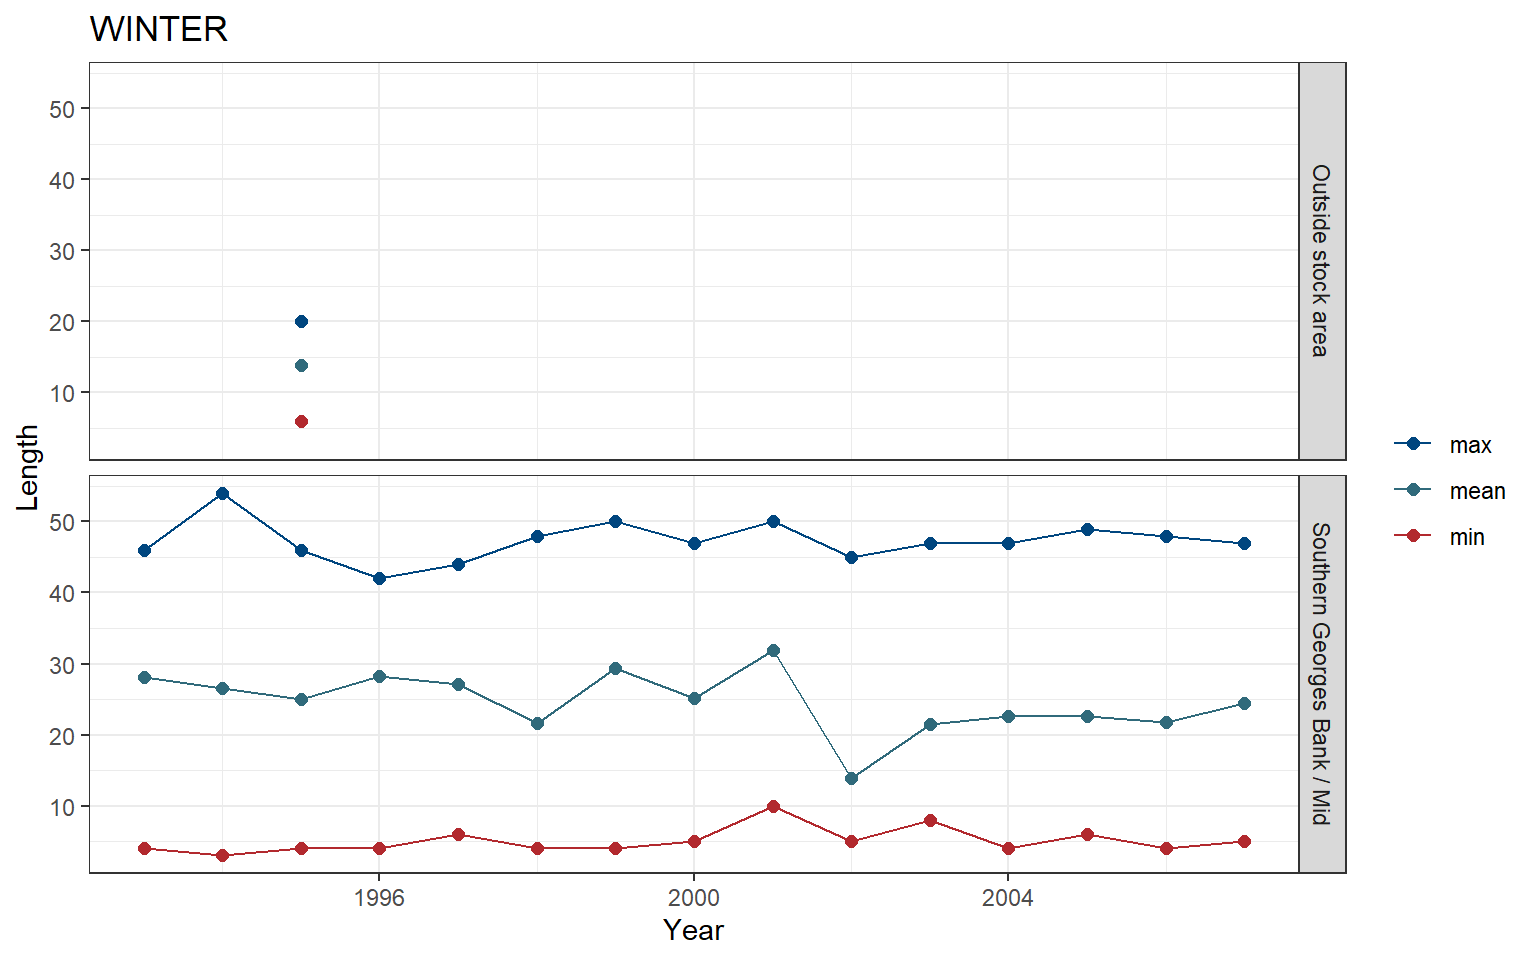 WINTER
50
40
30
20
10
Outside stock area
Length
50
40
30
20
10
Southern Georges Bank / Mid
1996
2000
2004
Year
max
mean
min